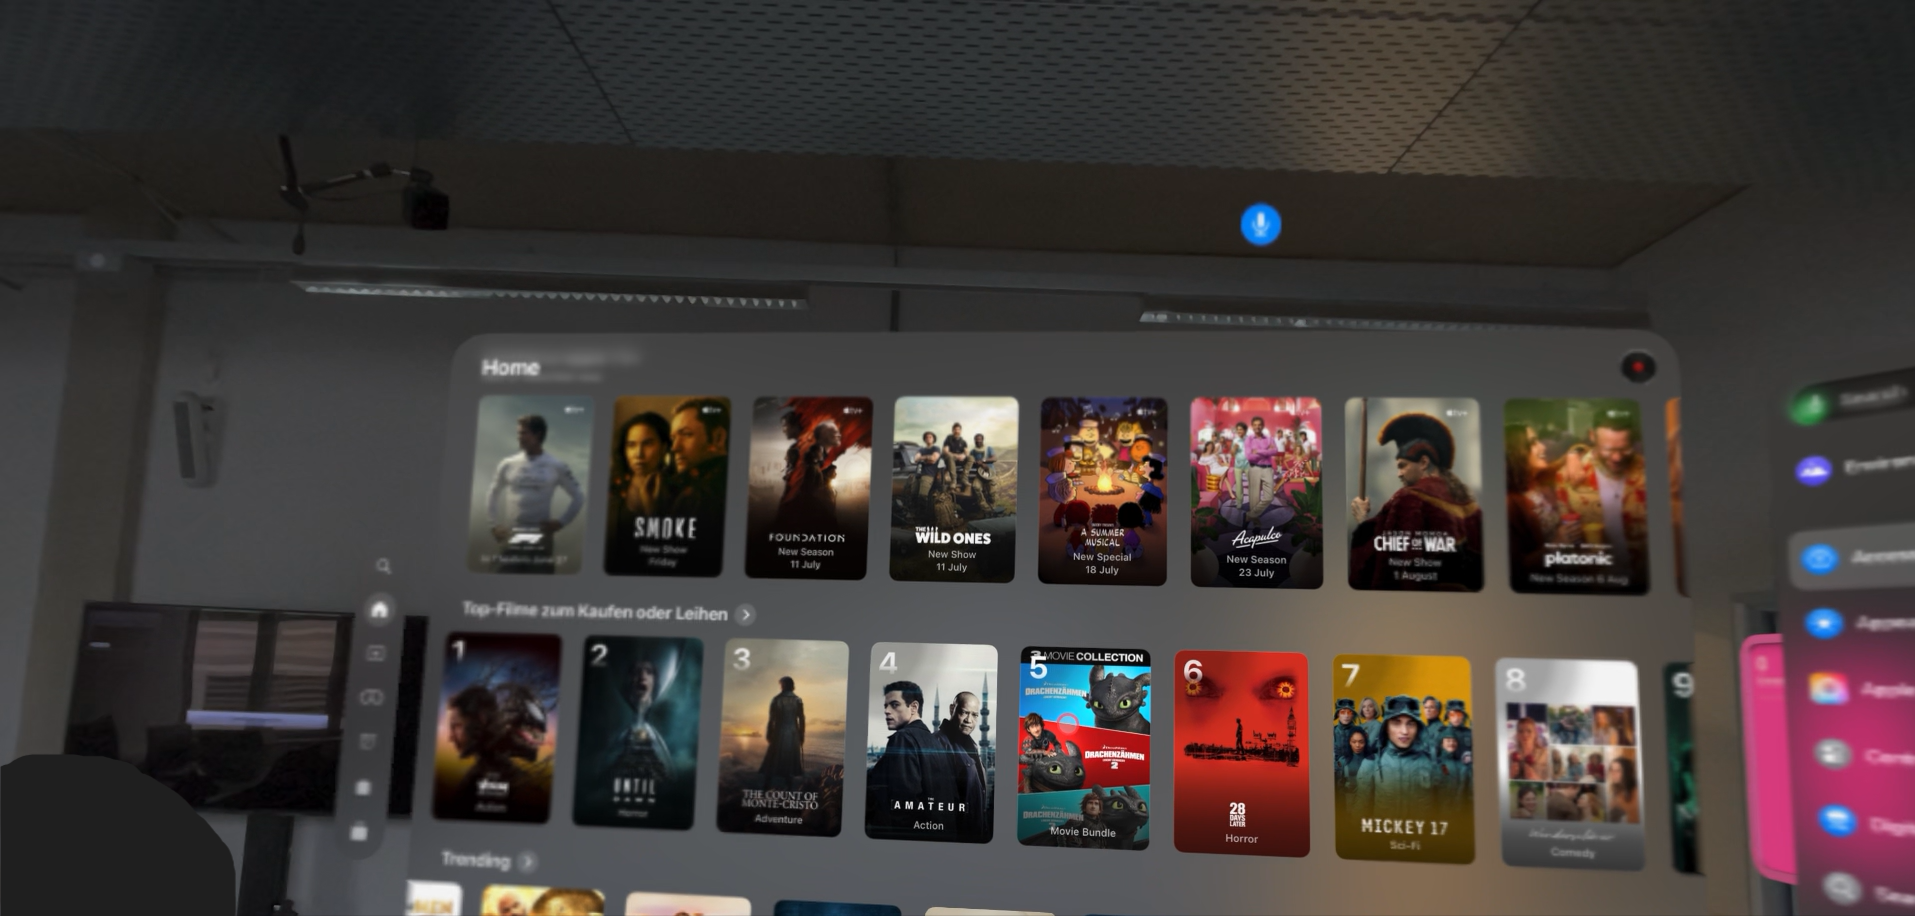 Home
SMOKE
New Show
Friday
FOUNDATION
New Season
11 July
THE
WILD ONES
New Show
11 July
A SUMMER
MUSICAL
New Special
18 July
Acapulco
New Season
23 July
CHIEF OF WAR
New Show
1 August
platonic
New Season 6 Aug
Top-Filme zum Kaufen oder Leihen
1
Action
2
UNTIL
DAWN
Horror
3
THE COUNT OF
MONTE-CRISTO
Adventure
4
THE
AMATEUR
Action
5
MOVIE COLLECTION
DRACHENZÄHMEN
DRACHENZÄHMEN
2
DRACHENZÄHMEN
Movie Bundle
6
28
DAYS
LATER
Horror
7
MICKEY 17
Sci-Fi
8
Comedy
9
Trending
Search